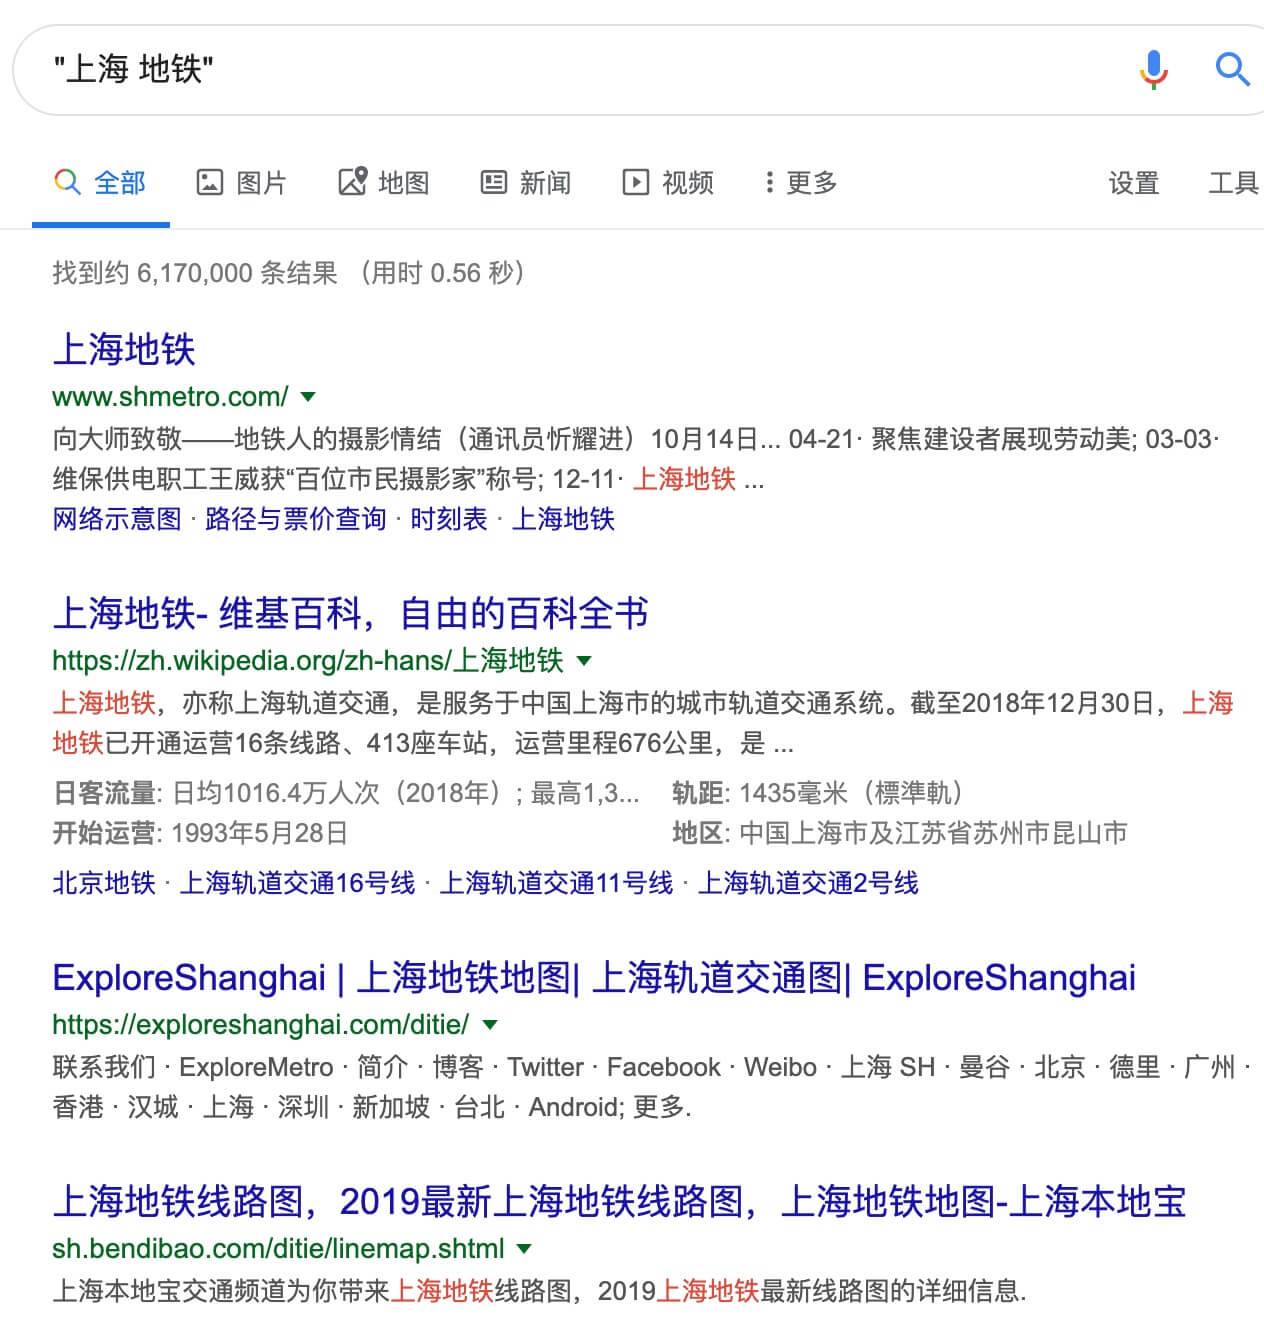 "上海 地铁"
全部 图片 地图 新闻 视频 更多 设置 工具
找到约 6,170,000 条结果 （用时 0.56 秒）
上海地铁
www.shmetro.com/
向大师致敬——地铁人的摄影情结（通讯员忻耀进）10月14日... 04-21· 聚焦建设者展现劳动美; 03-03·
维保供电职工王威获“百位市民摄影家”称号; 12-11· 上海地铁 ...
网络示意图 · 路径与票价查询 · 时刻表 · 上海地铁
上海地铁- 维基百科，自由的百科全书
https://zh.wikipedia.org/zh-hans/上海地铁
上海地铁，亦称上海轨道交通，是服务于中国上海市的城市轨道交通系统。截至2018年12月30日，上海
地铁已开通运营16条线路、413座车站，运营里程676公里，是 ...
日客流量: 日均1016.4万人次（2018年）; 最高1,3... 轨距: 1435毫米（標準軌）
开始运营: 1993年5月28日 地区: 中国上海市及江苏省苏州市昆山市
北京地铁 · 上海轨道交通16号线 · 上海轨道交通11号线 · 上海轨道交通2号线
ExploreShanghai | 上海地铁地图| 上海轨道交通图| ExploreShanghai
https://exploreshanghai.com/ditie/
联系我们 · ExploreMetro · 简介 · 博客 · Twitter · Facebook · Weibo · 上海 SH · 曼谷 · 北京 · 德里 · 广州 ·
香港 · 汉城 · 上海 · 深圳 · 新加坡 · 台北 · Android; 更多.
上海地铁线路图，2019最新上海地铁线路图，上海地铁地图-上海本地宝
sh.bendibao.com/ditie/linemap.shtml
上海本地宝交通频道为你带来上海地铁线路图，2019上海地铁最新线路图的详细信息.